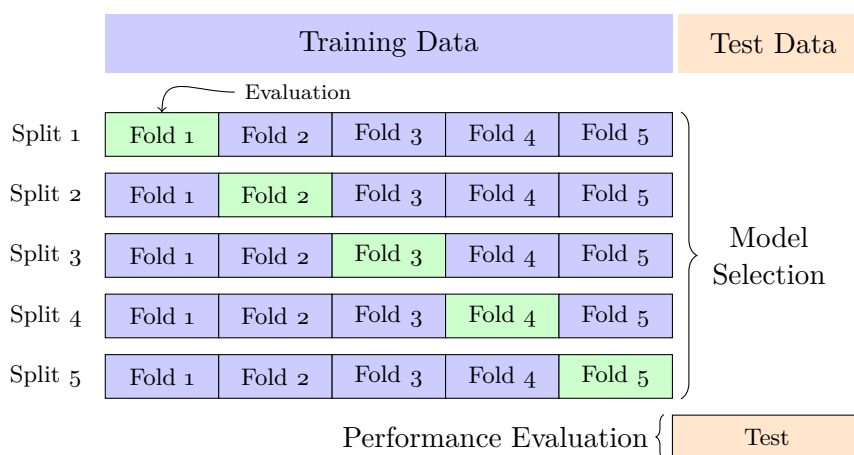 Training Data Test Data
Evaluation
Split 1 Fold 1 Fold 2 Fold 3 Fold 4 Fold 5
Split 2 Fold 1 Fold 2 Fold 3 Fold 4 Fold 5
Split 3 Fold 1 Fold 2 Fold 3 Fold 4 Fold 5
Split 4 Fold 1 Fold 2 Fold 3 Fold 4 Fold 5
Split 5 Fold 1 Fold 2 Fold 3 Fold 4 Fold 5
Model
Selection
Performance Evaluation Test